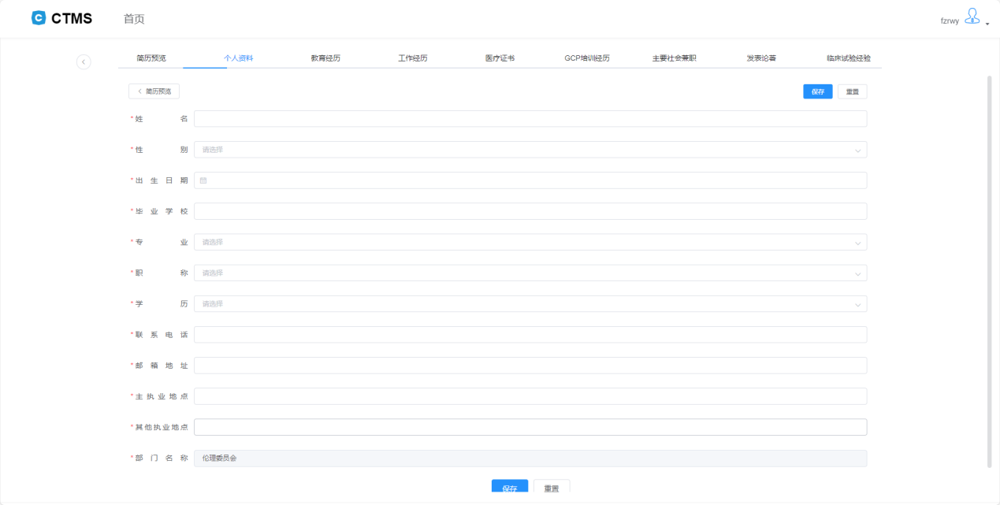 C CTMS 首页 fzrwy
简历预览 个人资料 教育经历 工作经历 医疗证书 GCP培训经历 主要社会兼职 发表论著 临床试验经验
简历预览 保存 重置
*姓名
*性别 请选择
*出生日期
*毕业学校
*专业 请选择
*职称 请选择
*学历 请选择
*联系电话
*邮箱地址
*主执业地点
*其他执业地点
*部门名称 伦理委员会
保存 重置